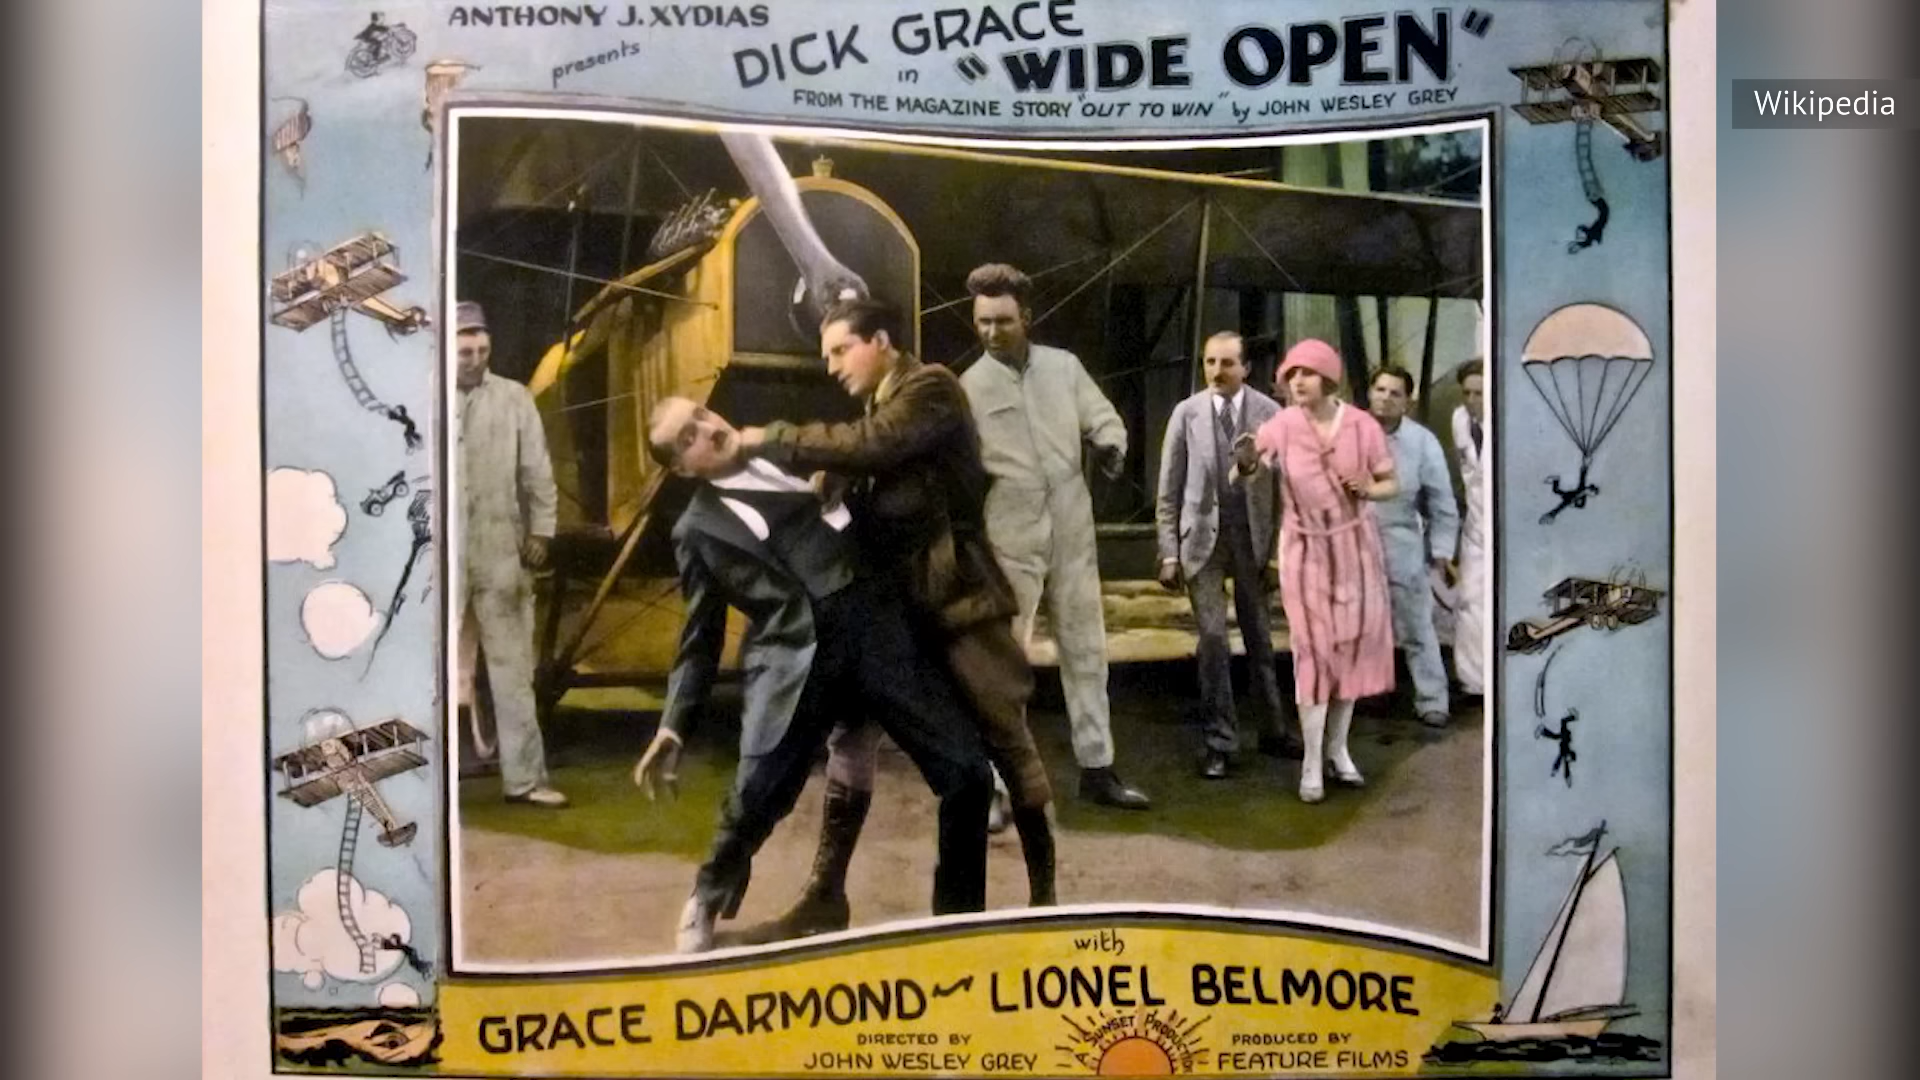 ANTHONY J. XYDIAS
presents
DICK GRACE
in "WIDE OPEN"
FROM THE MAGAZINE STORY "OUT TO WIN" by JOHN WESLEY GREY
Wikipedia
with
GRACE DARMOND ~ LIONEL BELMORE
DIRECTED BY
JOHN WESLEY GREY
A SUNSET PRODUCTION
PRODUCED BY
FEATURE FILMS